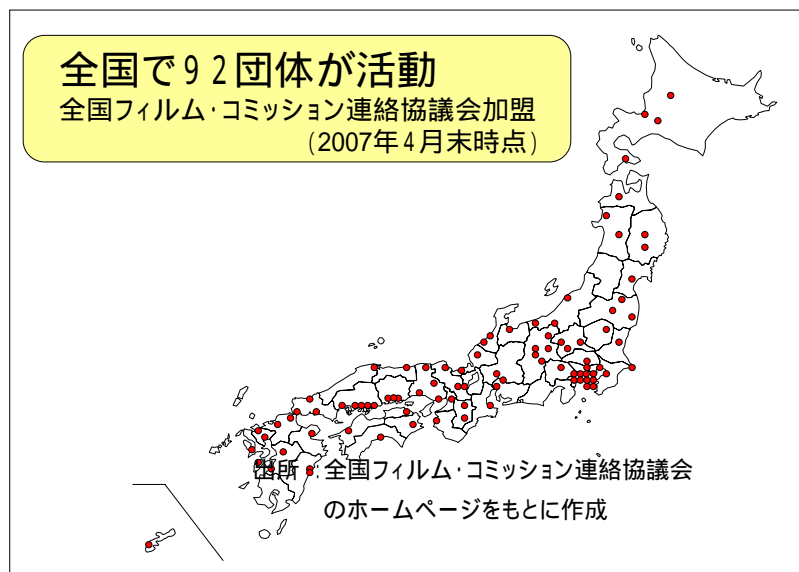 全国で92団体が活動
全国フィルム・コミッション連絡協議会加盟
(2007年4月末時点)
出所:全国フィルム・コミッション連絡協議会
のホームページをもとに作成